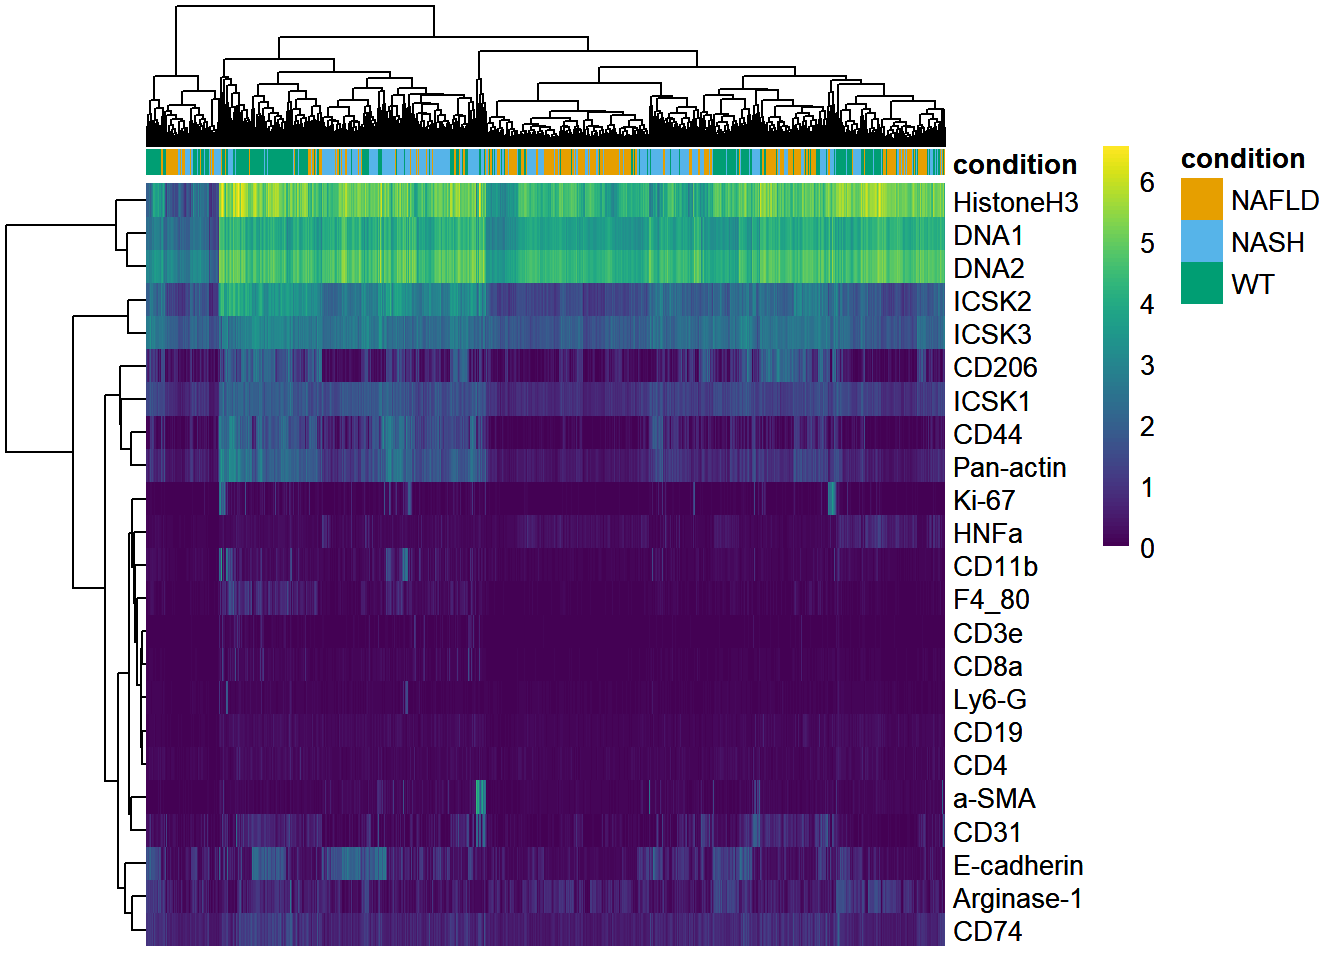 condition
HistoneH3
DNA1
DNA2
ICSK2
ICSK3
CD206
ICSK1
CD44
Pan-actin
Ki-67
HNFa
CD11b
F4_80
CD3e
CD8a
Ly6-G
CD19
CD4
a-SMA
CD31
E-cadherin
Arginase-1
CD74
6
5
4
3
2
1
0
condition
NAFLD
NASH
WT